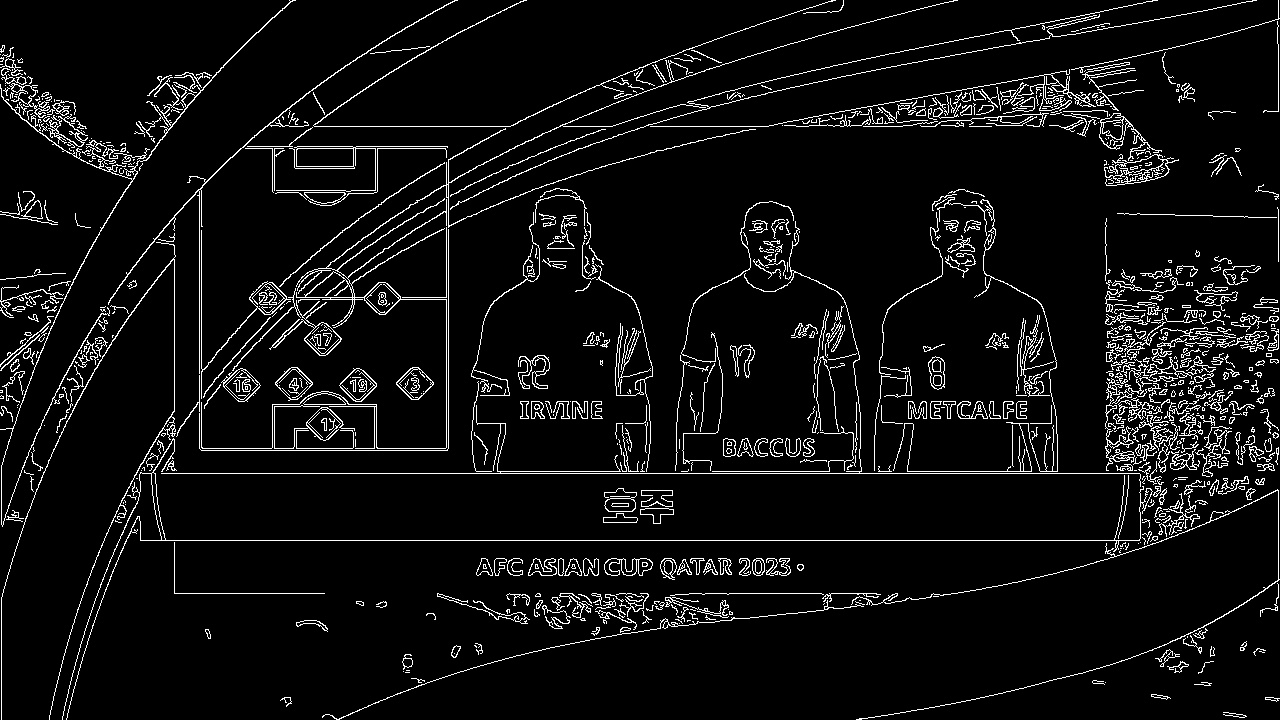 22 8
17
16 4 19 3
1
22 17 8
IRVINE METCALFE
BACCUS
호주
AFC ASIAN CUP QATAR 2023